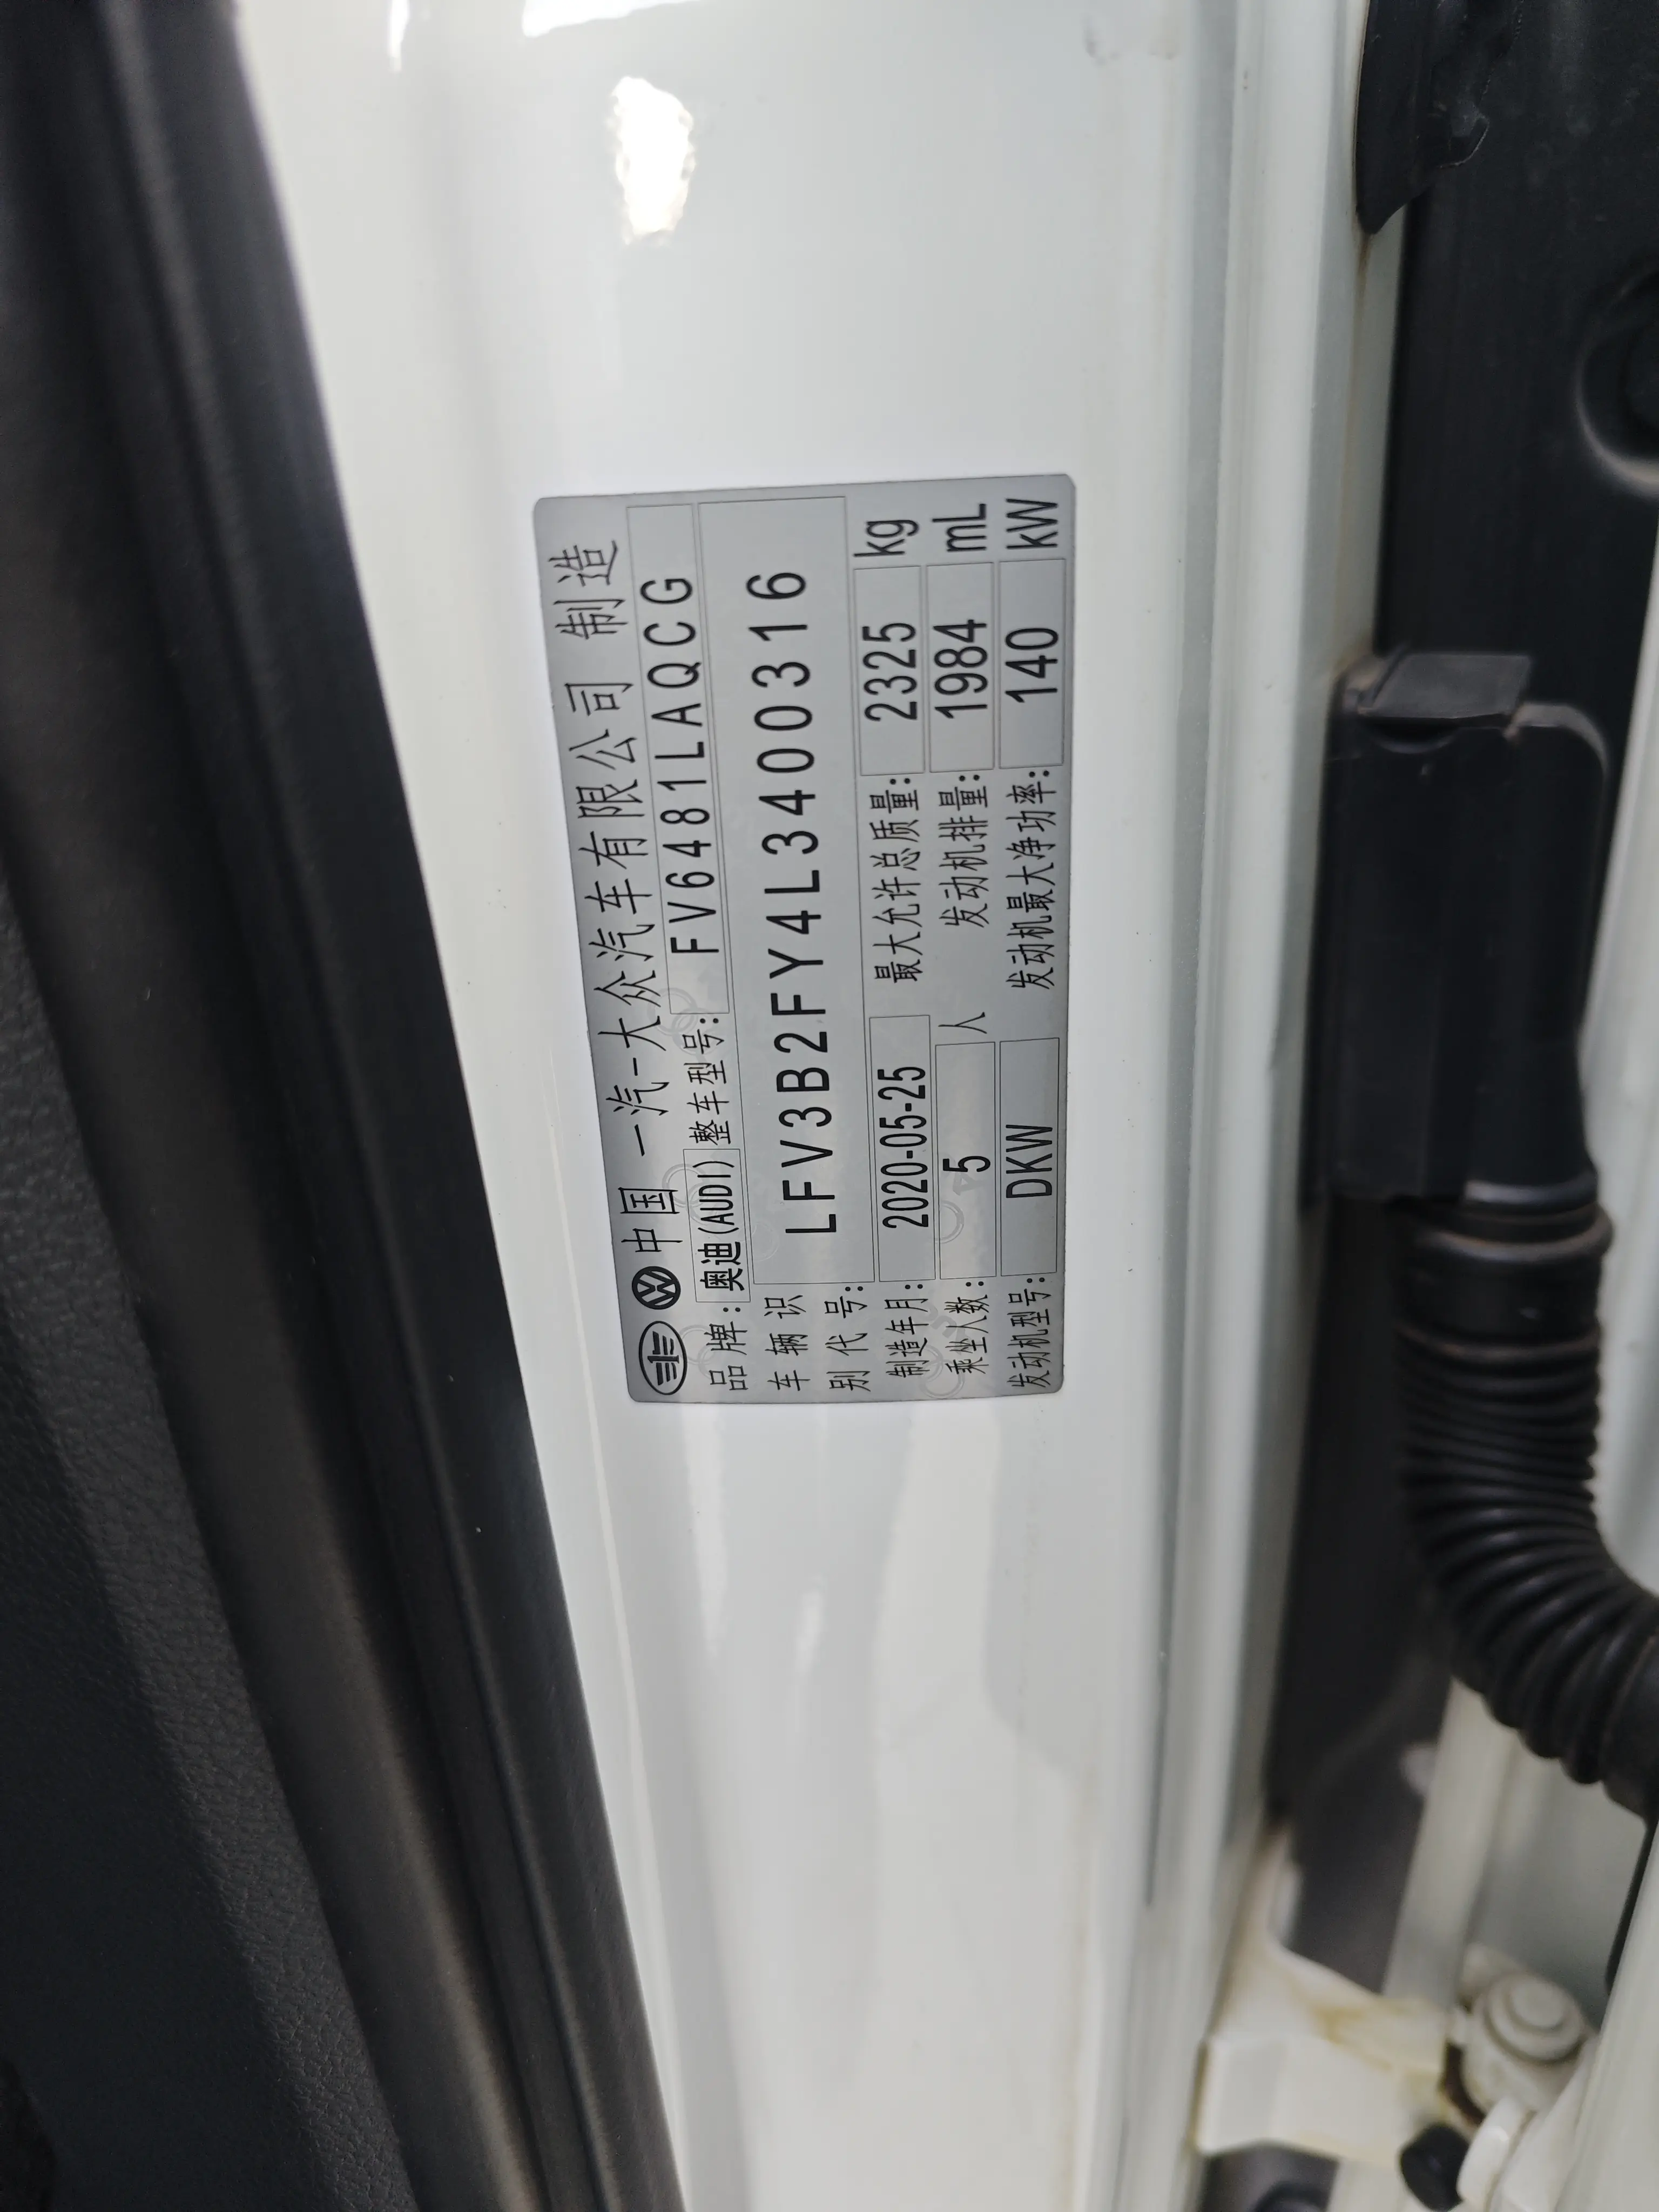 中国 一汽-大众汽车有限公司 制造
品牌: 奥迪(AUDI) 整车型号: FV6481LAQCG
车辆识别代号: LFV3B2FY4L3400316
制造年月: 2020-05-25 最大允许总质量: 2325 kg
乘坐人数: 5 人 发动机排量: 1984 mL
发动机型号: DKW 发动机最大净功率: 140 kW